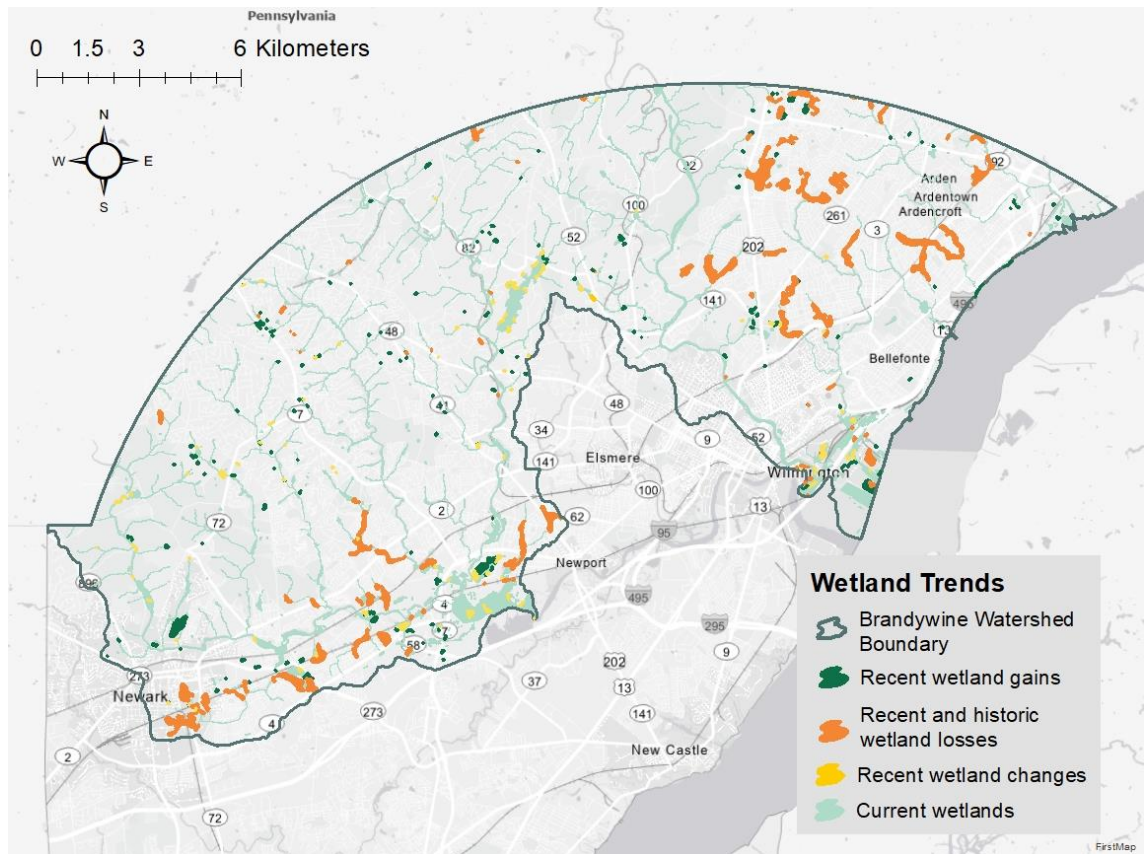 Pennsylvania
0 1.5 3 6 Kilometers
N
W E
S
92
92
Arden
Ardentown
Ardencroft
100
261
3
52
82
202
141
495
13
48
Bellefonte
41
7
34
48
9
52
Elsmere
Wilmington
141
100
2
62
13
72
95
Newport
896
4
495
7
295
58
202
9
273
37
13
Newark
4
273
141
New Castle
2
72
Wetland Trends
Brandywine Watershed
Boundary
Recent wetland gains
Recent and historic
wetland losses
Recent wetland changes
Current wetlands
FirstMap